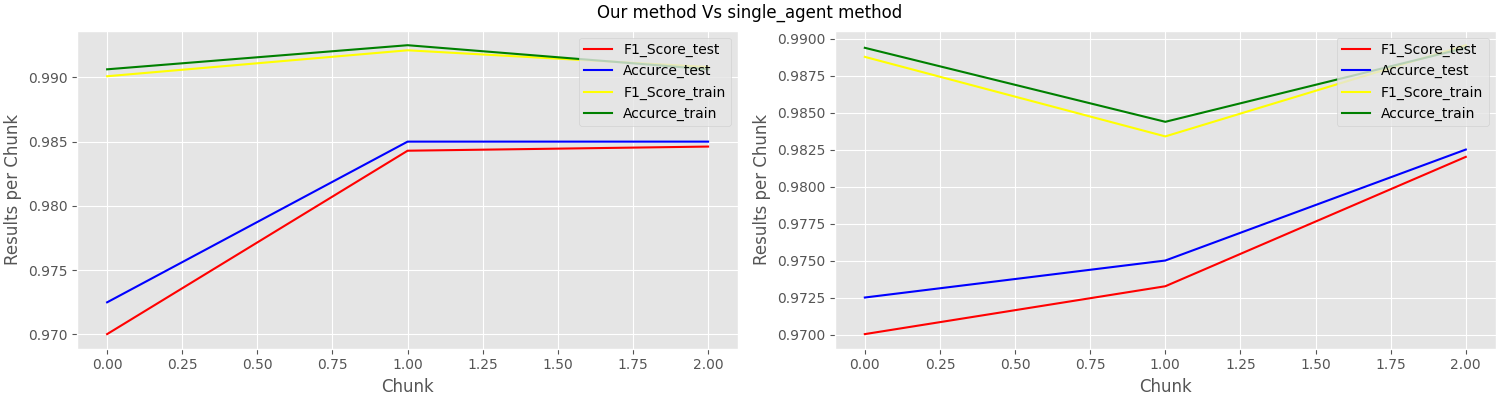 Our method Vs single_agent method
Results per Chunk
0.990
0.985
0.980
0.975
0.970
F1_Score_test
Accurce_test
F1_Score_train
Accurce_train
0.00 0.25 0.50 0.75 1.00 1.25 1.50 1.75 2.00
Chunk
Results per Chunk
0.9900
0.9875
0.9850
0.9825
0.9800
0.9775
0.9750
0.9725
0.9700
F1_Score_test
Accurce_test
F1_Score_train
Accurce_train
0.00 0.25 0.50 0.75 1.00 1.25 1.50 1.75 2.00
Chunk